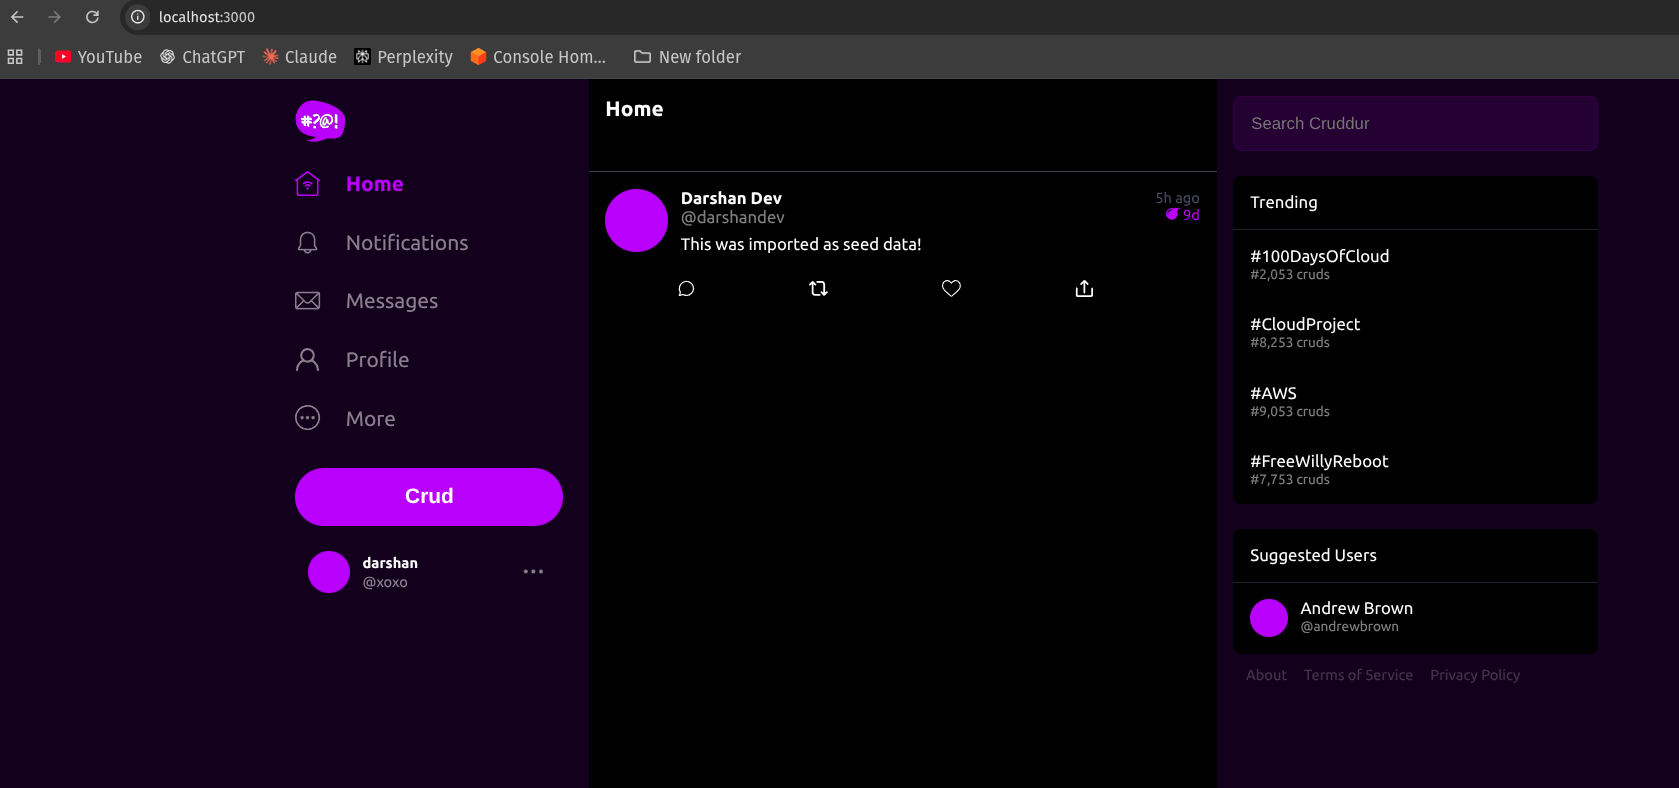 localhost:3000
YouTube
ChatGPT
Claude
Perplexity
Console Hom...
New folder
#?@!
Home
Notifications
Messages
Profile
More
Crud
darshan
@xoxo
Home
Darshan Dev
5h ago
@darshandev
9d
This was imported as seed data!
Search Cruddur
Trending
#100DaysOfCloud
#2,053 cruds
#CloudProject
#8,253 cruds
#AWS
#9,053 cruds
#FreeWillyReboot
#7,753 cruds
Suggested Users
Andrew Brown
@andrewbrown
About Terms of Service Privacy Policy